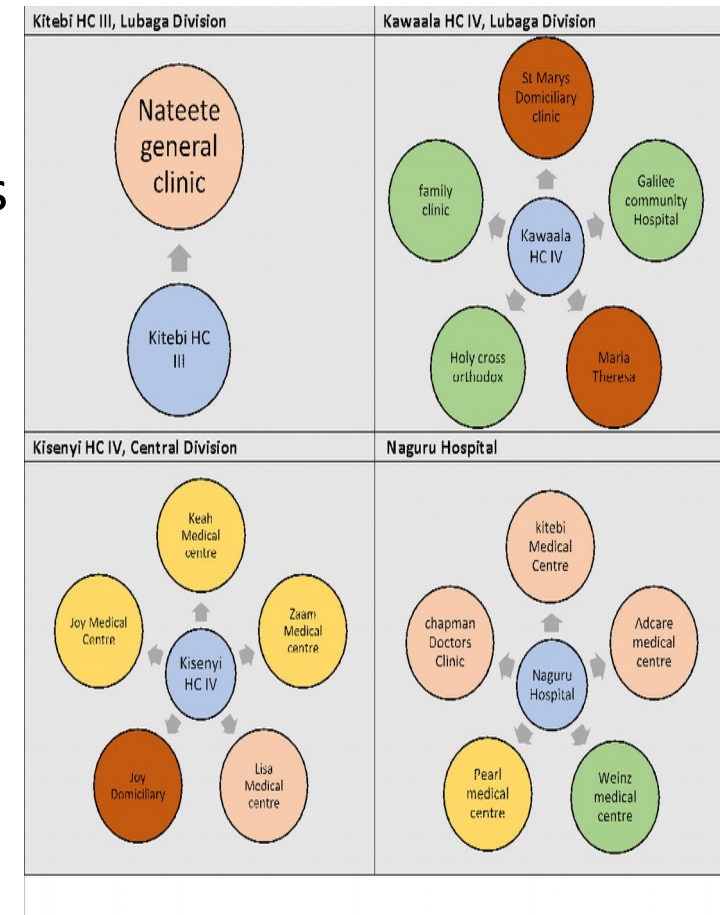 s
Kitebi HC III, Lubaga Division
Nateete
general
clinic
Kitebi HC
III
Kawaala HC IV, Lubaga Division
St Marys
Domiciliary
clinic
family
clinic
Galilee
community
Hospital
Kawaala
HC IV
Holy cross
orthodox
Maria
Theresa
Kisenyi HC IV, Central Division
Keah
Medical
centre
Joy Medical
Centre
Zaam
Medical
centre
Kisenyi
HC IV
Joy
Domiciliary
Lisa
Medical
centre
Naguru Hospital
kitebi
Medical
Centre
chapman
Doctors
Clinic
Adcare
medical
centre
Naguru
Hospital
Pearl
medical
centre
Weinz
medical
centre